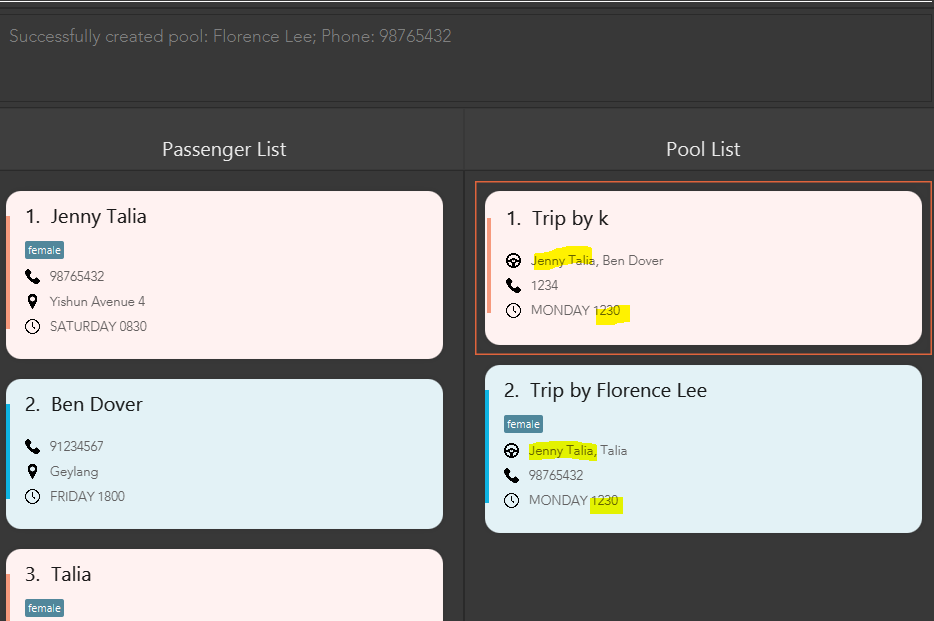 Successfully created pool: Florence Lee; Phone: 98765432
Passenger List
1. Jenny Talia
female
98765432
Yishun Avenue 4
SATURDAY 0830
2. Ben Dover
91234567
Geylang
FRIDAY 1800
3. Talia
female
Pool List
1. Trip by k
Jenny Talia, Ben Dover
1234
MONDAY 1230
2. Trip by Florence Lee
female
Jenny Talia, Talia
98765432
MONDAY 1230